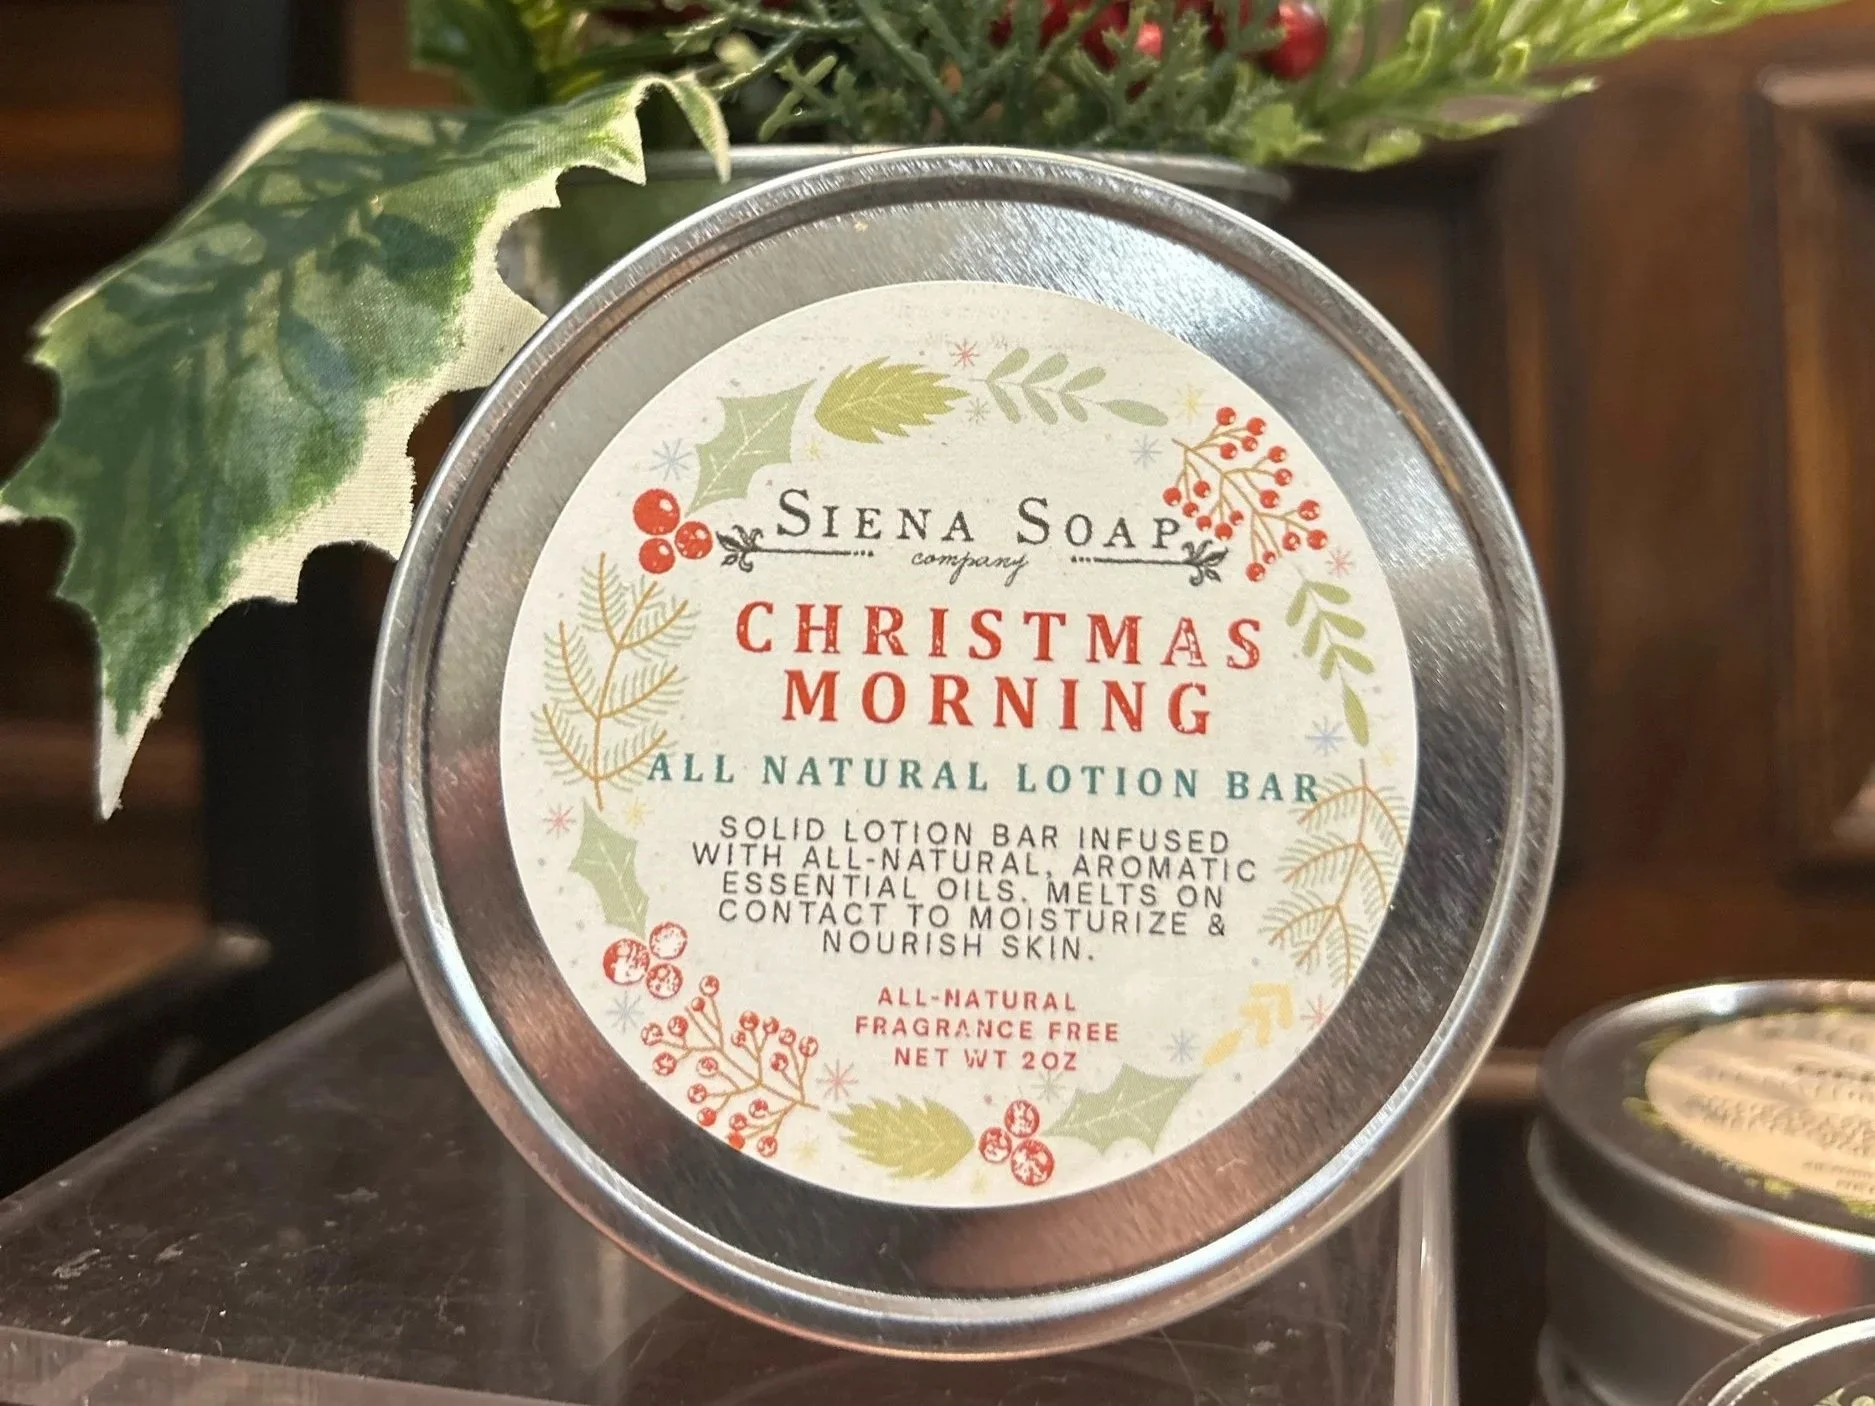 SIENA SOAP
company
CHRISTMAS
MORNING
ALL NATURAL LOTION BAR
SOLID LOTION BAR INFUSED
WITH ALL-NATURAL, AROMATIC
ESSENTIAL OILS. MELTS ON
CONTACT TO MOISTURIZE &
NOURISH SKIN.
ALL-NATURAL
FRAGRANCE FREE
NET WT 2OZ